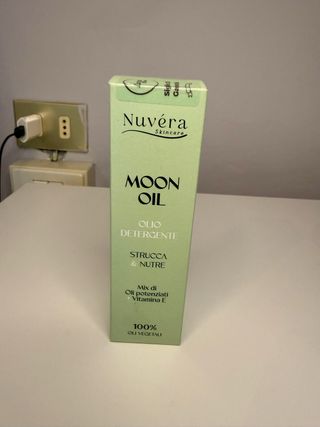 Nuvéra
Skincare
MOON
OIL
OLIO
DETERGENTE
STRUCCA
& NUTRE
Mix di
Oli potenziati
+ Vitamina E
100%
OLI VEGETALI